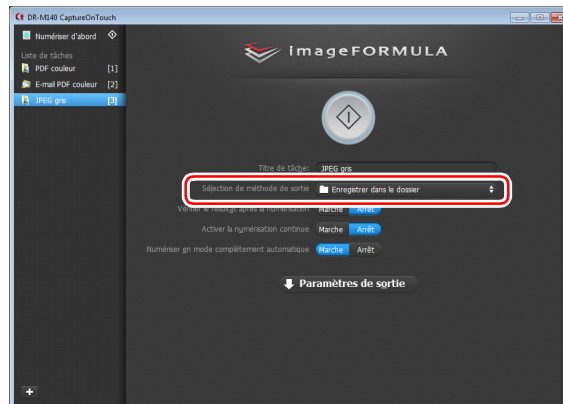 DR-M140 CaptureOnTouch
Numériser d'abord
Liste de tâches
PDF couleur [1]
E-mail PDF couleur [2]
JPEG gris [3]
imageFORMULA
Titre de tâche: JPEG gris
Sélection de méthode de sortie Enregistrer dans le dossier
Vérifier le résultat après la numérisation Marche Arrêt
Activer la numérisation continue Marche Arrêt
Numériser en mode complètement automatique Marche Arrêt
Paramètres de sortie